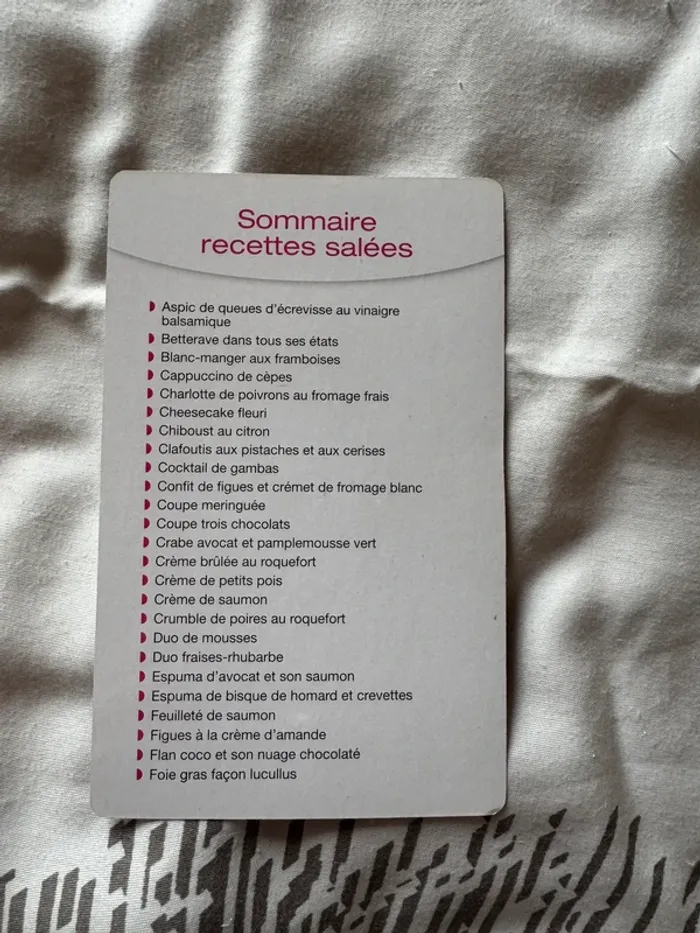 Sommaire
recettes salées
Aspic de queues d'écrevisse au vinaigre
balsamique
Betterave dans tous ses états
Blanc-manger aux framboises
Cappuccino de cèpes
Charlotte de poivrons au fromage frais
Cheesecake fleuri
Chiboust au citron
Clafoutis aux pistaches et aux cerises
Cocktail de gambas
Confit de figues et crémet de fromage blanc
Coupe meringuée
Coupe trois chocolats
Crabe avocat et pamplemousse vert
Crème brûlée au roquefort
Crème de petits pois
Crème de saumon
Crumble de poires au roquefort
Duo de mousses
Duo fraises-rhubarbe
Espuma d'avocat et son saumon
Espuma de bisque de homard et crevettes
Feuilleté de saumon
Figues à la crème d'amande
Flan coco et son nuage chocolaté
Foie gras façon lucullus